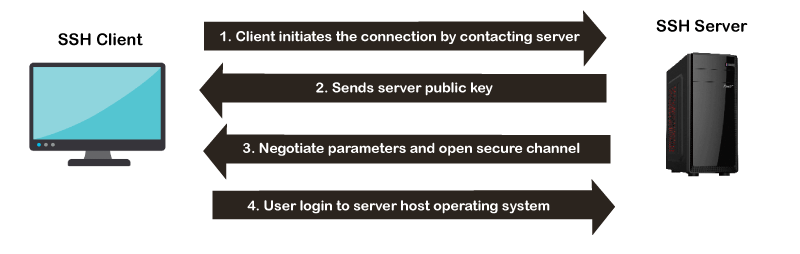 SSH Client
SSH Server
1. Client initiates the connection by contacting server
2. Sends server public key
3. Negotiate parameters and open secure channel
4. User login to server host operating system